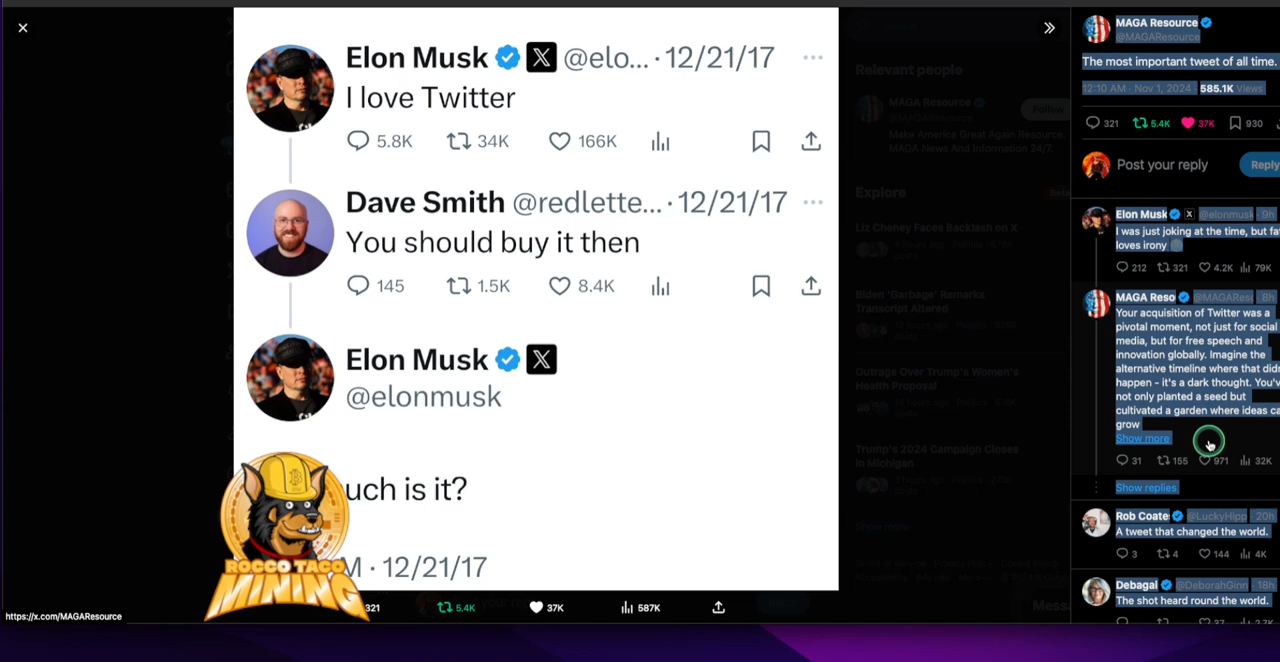 Elon Musk X @elo... · 12/21/17
I love Twitter
5.8K 34K 166K
Dave Smith @redlette... · 12/21/17
You should buy it then
145 1.5K 8.4K
Elon Musk X
@elonmusk
uch is it?
M · 12/21/17
ROCCO TACO
MINING
321 5.4K 37K 587K
https://x.com/MAGAResource
Relevant people
MAGA Resource
@MAGAResource
Follow
Make America Great Again Resource.
MAGA News And Information 24/7.
Explore
Beta
Liz Cheney Faces Backlash on X
Biden 'Garbage' Remarks
Transcript Altered
Outrage Over Trump's Women's
Health Proposal
Trump's 2024 Campaign Closes
in Michigan
Show more
Messa
MAGA Resource
@MAGAResource
The most important tweet of all time.
12:10 AM · Nov 1, 2024 · 585.1K Views
321 5.4K 37K 930
Post your reply
Reply
Elon Musk X @elonmusk · 9h
I was just joking at the time, but fa
loves irony
212 321 4.2K 79K
MAGA Reso @MAGARes · 8h
Your acquisition of Twitter was a
pivotal moment, not just for social
media, but for free speech and
innovation globally. Imagine the
alternative timeline where that didn
happen - it's a dark thought. You'v
not only planted a seed but
cultivated a garden where ideas ca
grow
Show more
31 155 971 32K
Show replies
Rob Coate @LuckyHipp · 20h
A tweet that changed the world.
3 4 144 4K
Debagai @DeborahGinn · 18h
The shot heard round the world.